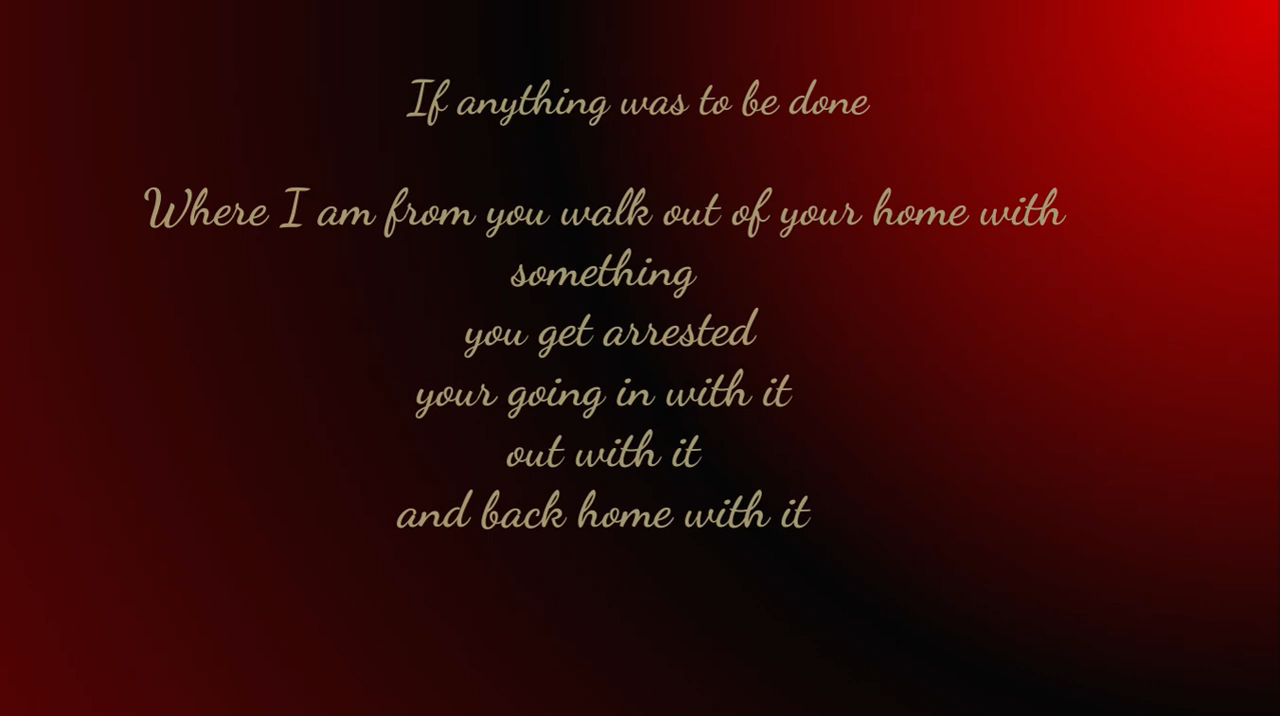 If anything was to be done
Where I am from you walk out of your home with
something
you get arrested
your going in with it
out with it
and back home with it